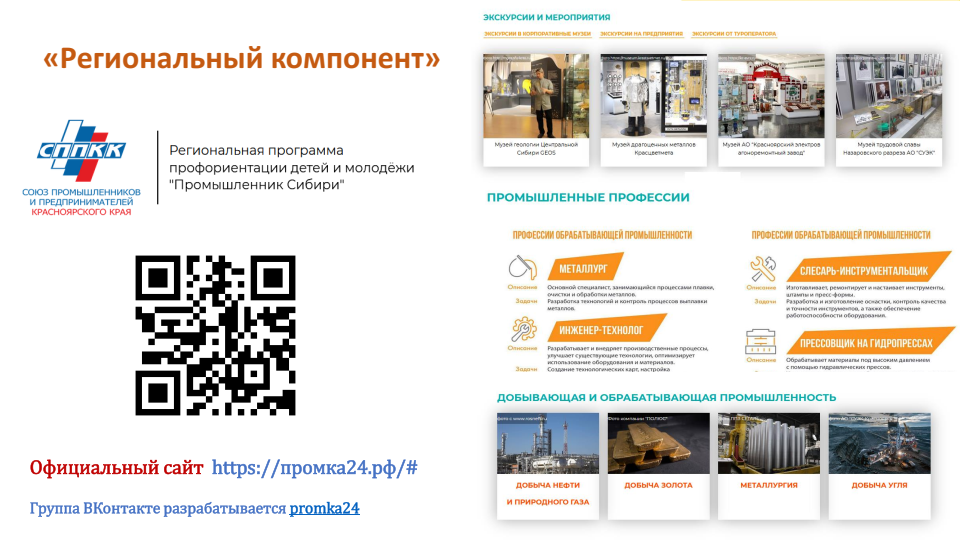 «Региональный компонент»
СППКК
СОЮЗ ПРОМЫШЛЕННИКОВ
И ПРЕДПРИНИМАТЕЛЕЙ
КРАСНОЯРСКОГО КРАЯ
Региональная программа
профориентации детей и молодёжи
"Промышленник Сибири"
Официальный сайт https://промка24.рф/#
Группа ВКонтакте разрабатывается promka24
ЭКСКУРСИИ И МЕРОПРИЯТИЯ
ЭКСКУРСИИ В КОРПОРАТИВНЫЕ МУЗЕИ ЭКСКУРСИИ НА ПРЕДПРИЯТИЯ ЭКСКУРСИИ ОТ ТУРОПЕРАТОРА
Музей геологии Центральной
Сибири GEOS
Музей драгоценных металлов
Красцветмета
Музей АО "Красноярский электров
агоноремонтный завод"
Музей трудовой славы
Назаровского разреза АО "СУЭК"
ПРОМЫШЛЕННЫЕ ПРОФЕССИИ
ПРОФЕССИИ ОБРАБАТЫВАЮЩЕЙ ПРОМЫШЛЕННОСТИ
МЕТАЛЛУРГ
Описание Основной специалист, занимающийся процессами плавки,
очистки и обработки металлов.
Задачи Разработка технологий и контроль процессов выплавки
металлов.
ИНЖЕНЕР-ТЕХНОЛОГ
Описание Разрабатывает и внедряет производственные процессы,
улучшает существующие технологии, оптимизирует
использование оборудования и материалов.
Задачи Создание технологических карт, настройка
ПРОФЕССИИ ОБРАБАТЫВАЮЩЕЙ ПРОМЫШЛЕННОСТИ
СЛЕСАРЬ-ИНСТРУМЕНТАЛЬЩИК
Описание Изготавливает, ремонтирует и настаивает инструменты,
штампы и пресс-формы.
Задачи Разработка и изготовление оснастки, контроль качества
и точности инструментов, а также обеспечение
работоспособности оборудования.
ПРЕССОВЩИК НА ГИДРОПРЕССАХ
Описание Обрабатывает материалы под высоким давлением
с помощью гидравлических прессов.
ДОБЫВАЮЩАЯ И ОБРАБАТЫВАЮЩАЯ ПРОМЫШЛЕННОСТЬ
Фото компании "ПОЛЮС"
ДОБЫЧА НЕФТИ
И ПРИРОДНОГО ГАЗА
ДОБЫЧА ЗОЛОТА
МЕТАЛЛУРГИЯ
ДОБЫЧА УГЛЯ